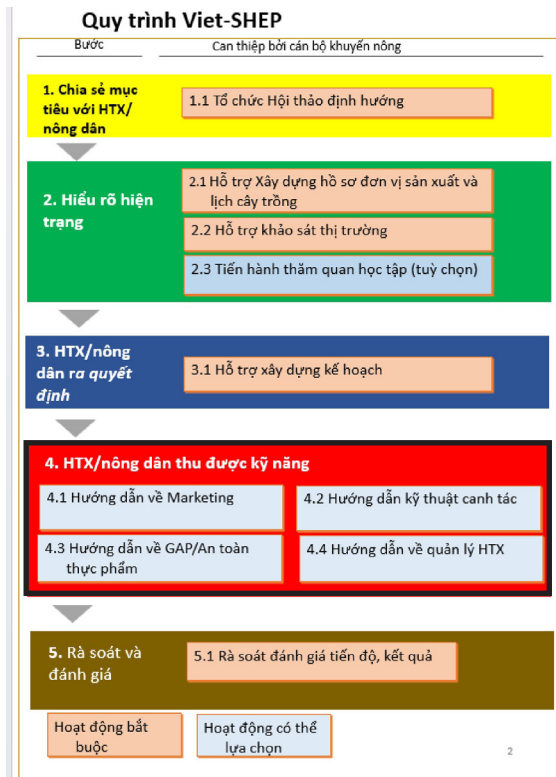 Quy trình Viet-SHEP
Bước
Can thiệp bởi cán bộ khuyến nông
1. Chia sẻ mục
tiêu với HTX/
nông dân
1.1 Tổ chức Hội thảo định hướng
2. Hiểu rõ hiện
trạng
2.1 Hỗ trợ Xây dựng hồ sơ đơn vị sản xuất và
lịch cây trồng
2.2 Hỗ trợ khảo sát thị trường
2.3 Tiến hành thăm quan học tập (tuỳ chọn)
3. HTX/nông
dân ra quyết
định
3.1 Hỗ trợ xây dựng kế hoạch
4. HTX/nông dân thu được kỹ năng
4.1 Hướng dẫn về Marketing
4.2 Hướng dẫn kỹ thuật canh tác
4.3 Hướng dẫn về GAP/An toàn
thực phẩm
4.4 Hướng dẫn về quản lý HTX
5. Rà soát và
đánh giá
5.1 Rà soát đánh giá tiến độ, kết quả
Hoạt động bắt
buộc
Hoạt động có thể
lựa chọn
2